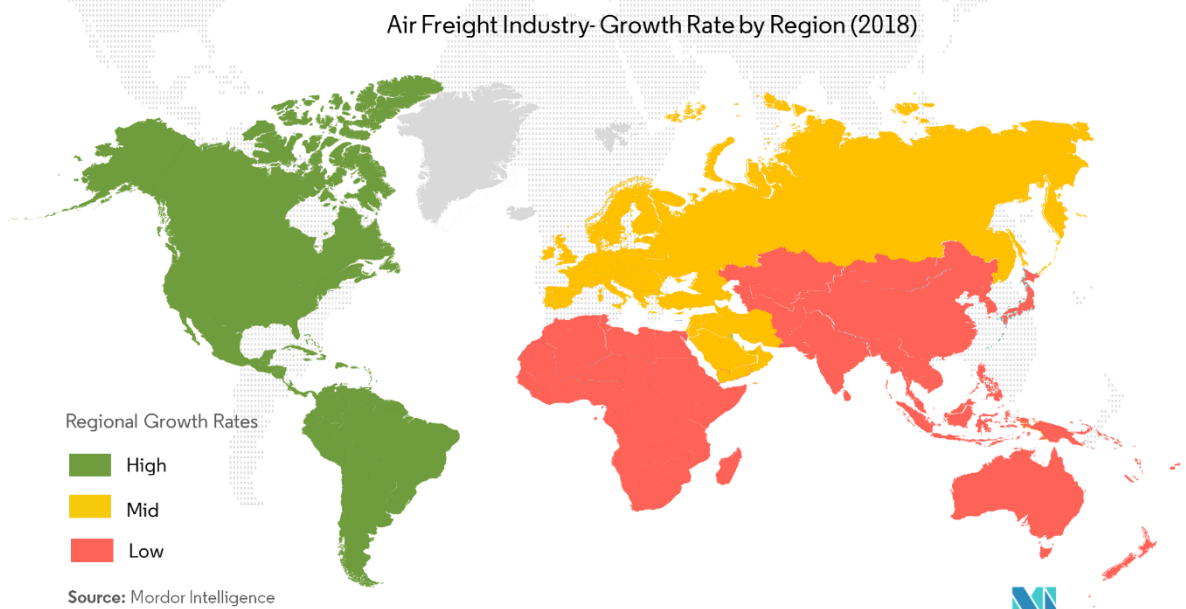 Air Freight Industry- Growth Rate by Region (2018)
Regional Growth Rates
High
Mid
Low
Source: Mordor Intelligence